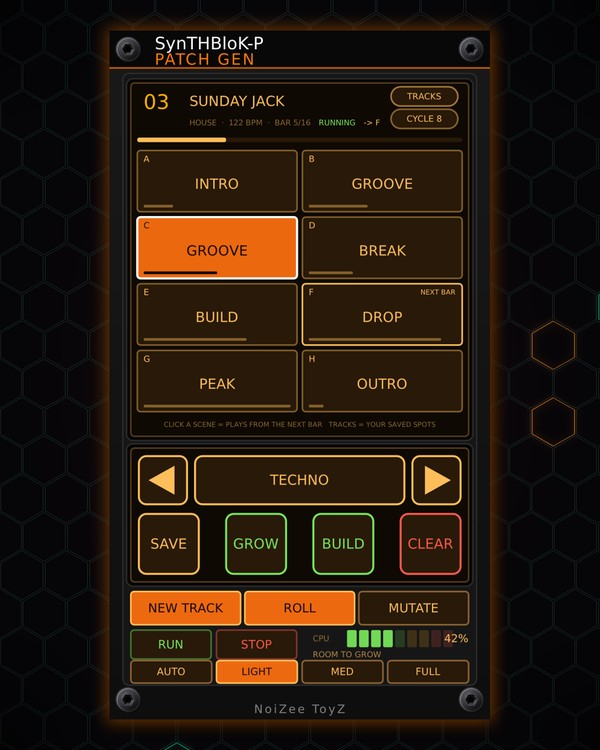 SynTHBloK-P
PATCH GEN
03 SUNDAY JACK
TRACKS
HOUSE · 122 BPM · BAR 5/16 RUNNING -> F
CYCLE 8
A
INTRO
B
GROOVE
C
GROOVE
D
BREAK
E
BUILD
F NEXT BAR
DROP
G
PEAK
H
OUTRO
CLICK A SCENE = PLAYS FROM THE NEXT BAR TRACKS = YOUR SAVED SPOTS
TECHNO
SAVE GROW BUILD CLEAR
NEW TRACK ROLL MUTATE
RUN STOP CPU 42%
ROOM TO GROW
AUTO LIGHT MED FULL
NoiZee ToyZ